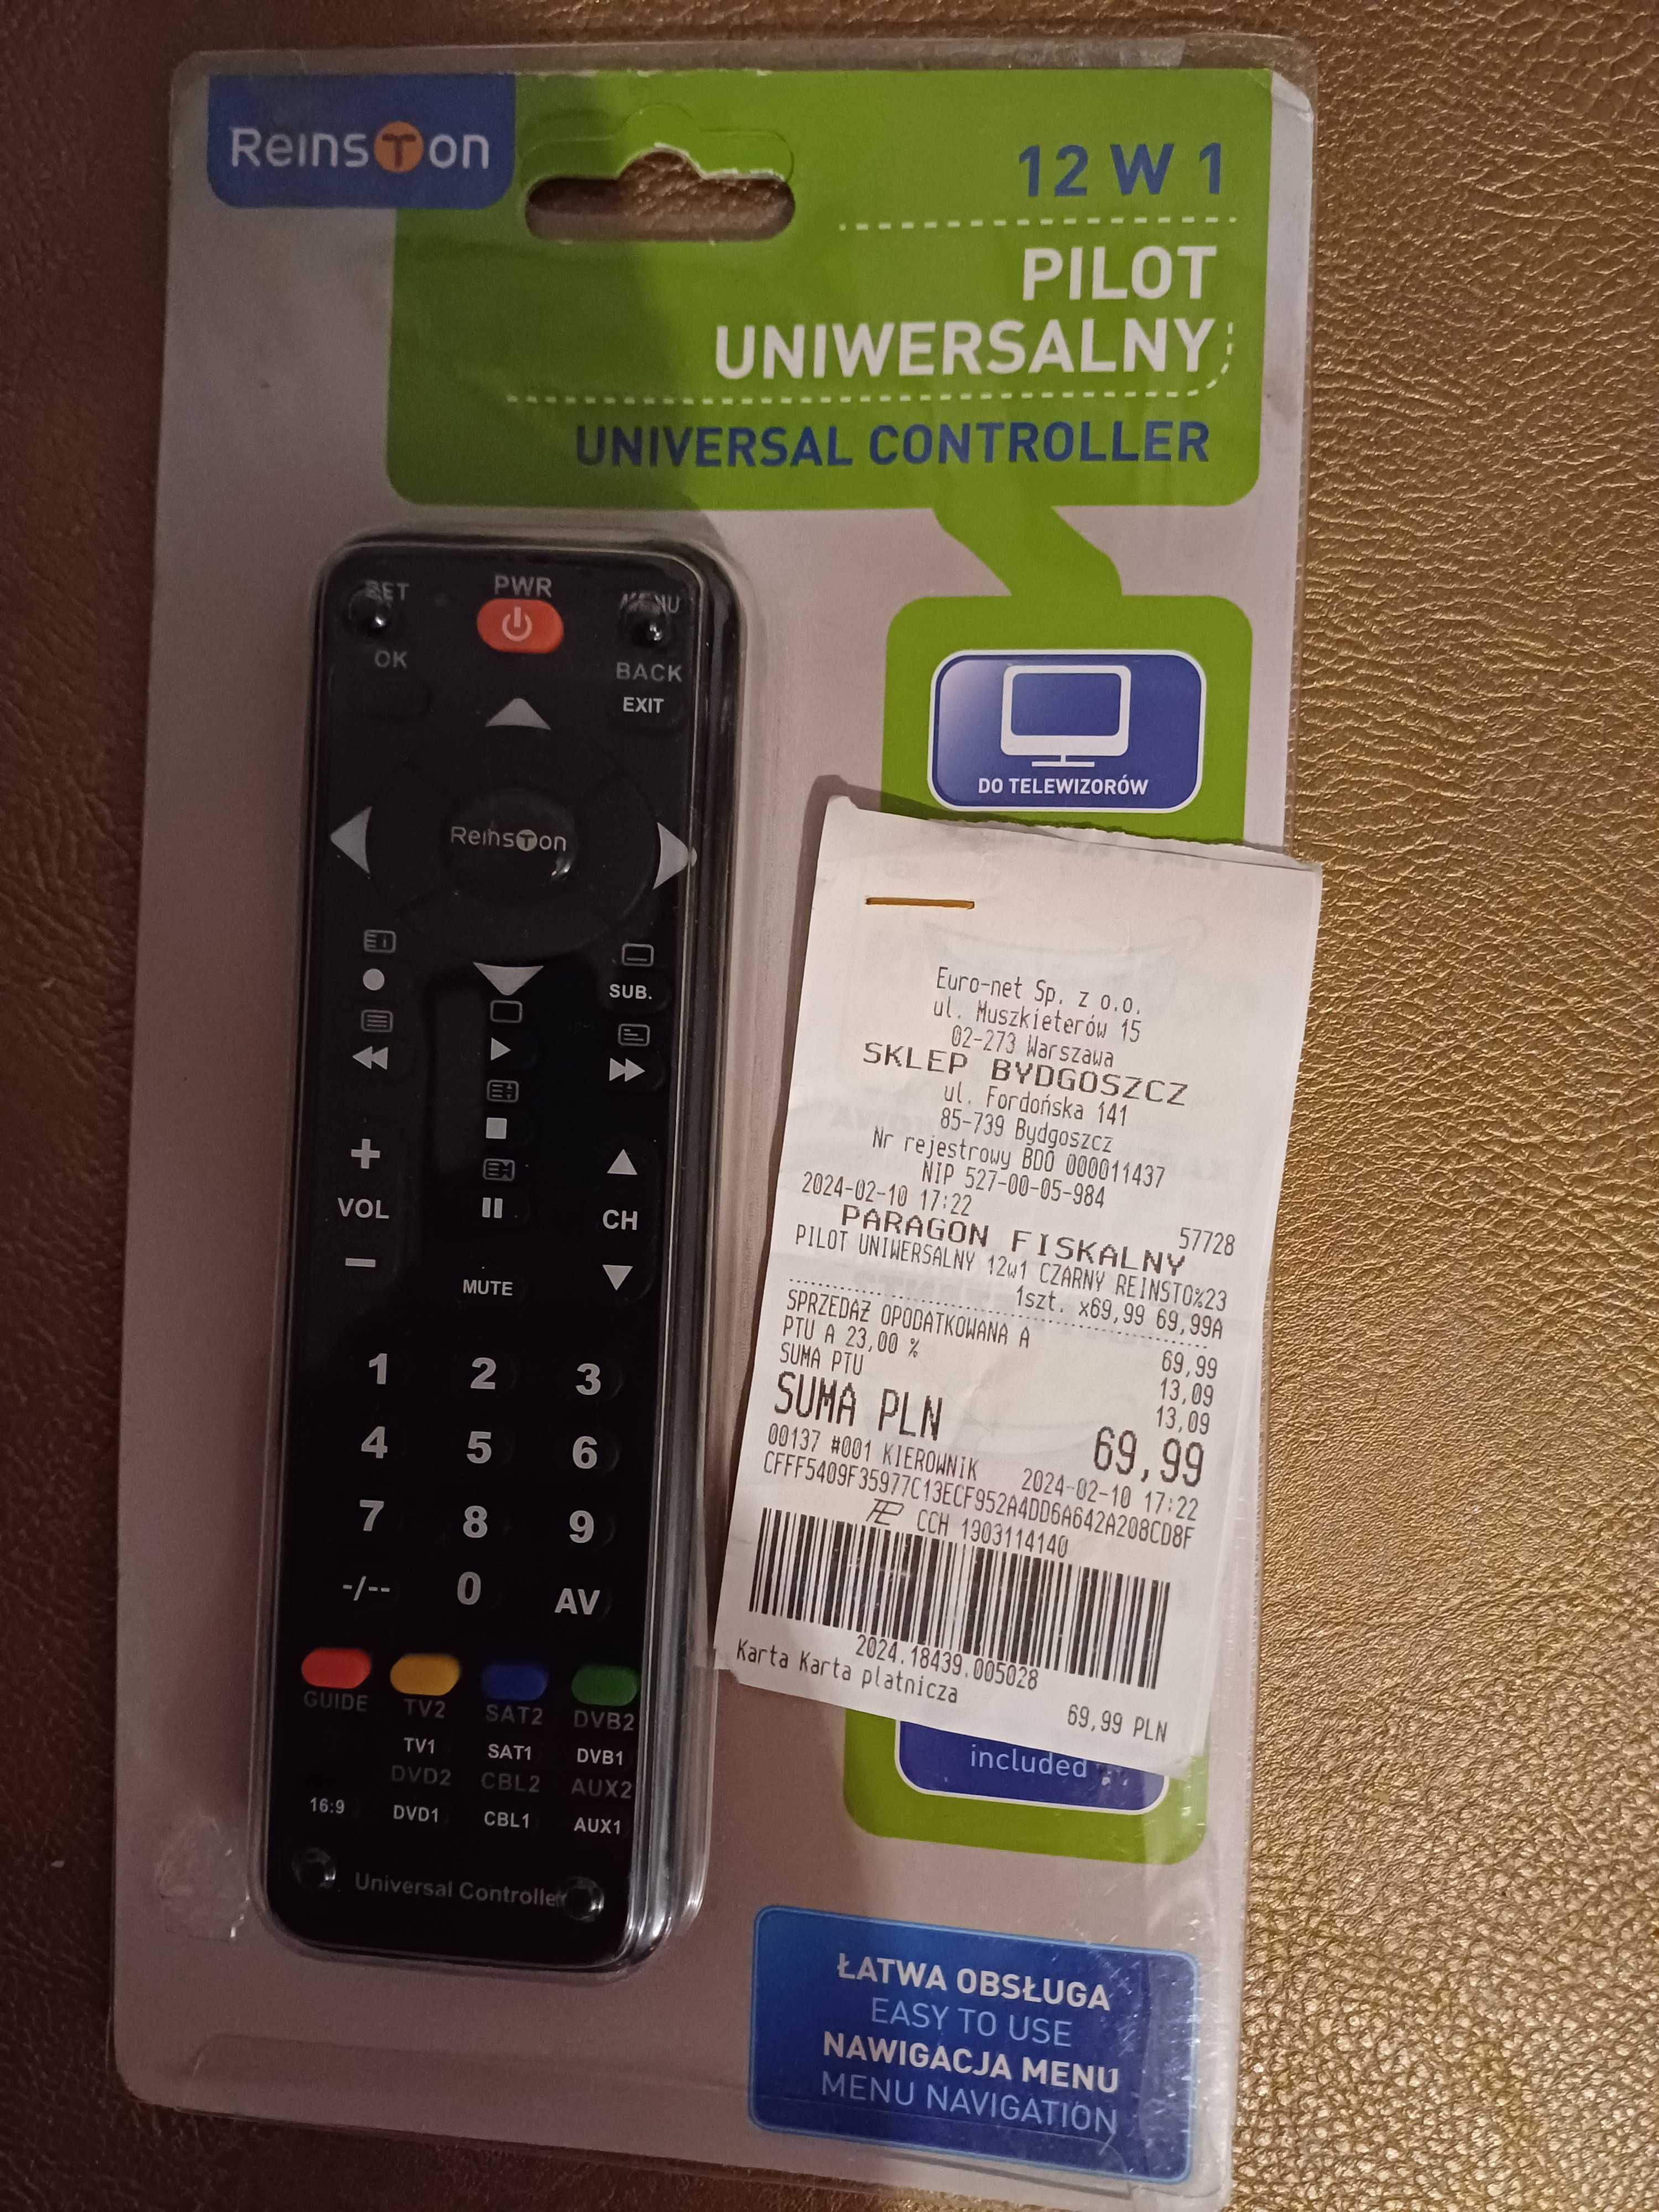 ReinsTon
12 W 1
PILOT
UNIWERSALNY
UNIVERSAL CONTROLLER
DO TELEWIZORÓW
SET PWR MENU
OK BACK
EXIT
ReinsTon
SUB.
+
VOL CH
-
MUTE
1 2 3
4 5 6
7 8 9
-/-- 0 AV
GUIDE TV2 SAT2 DVB2
TV1 SAT1 DVB1
DVD2 CBL2 AUX2
16:9 DVD1 CBL1 AUX1
Universal Controller
Euro-net Sp. z o.o.
ul. Muszkieterów 15
02-273 Warszawa
SKLEP BYDGOSZCZ
ul. Fordońska 141
85-739 Bydgoszcz
Nr rejestrowy BDO 000011437
NIP 527-00-05-984
2024-02-10 17:22 57728
PARAGON FISKALNY
PILOT UNIWERSALNY 12w1 CZARNY REINSTO%23
1szt. x69,99 69,99A
SPRZEDAŻ OPODATKOWANA A 69,99
PTU A 23,00 % 13,09
SUMA PTU 13,09
SUMA PLN 69,99
00137 #001 KIEROWNIK 2024-02-10 17:22
CFFF5409F35977C13ECF952A4DD6A642A208CD8F
CCH 1903114140
2024.18439.005028
Karta Karta płatnicza 69,99 PLN
included
ŁATWA OBSŁUGA
EASY TO USE
NAWIGACJA MENU
MENU NAVIGATION